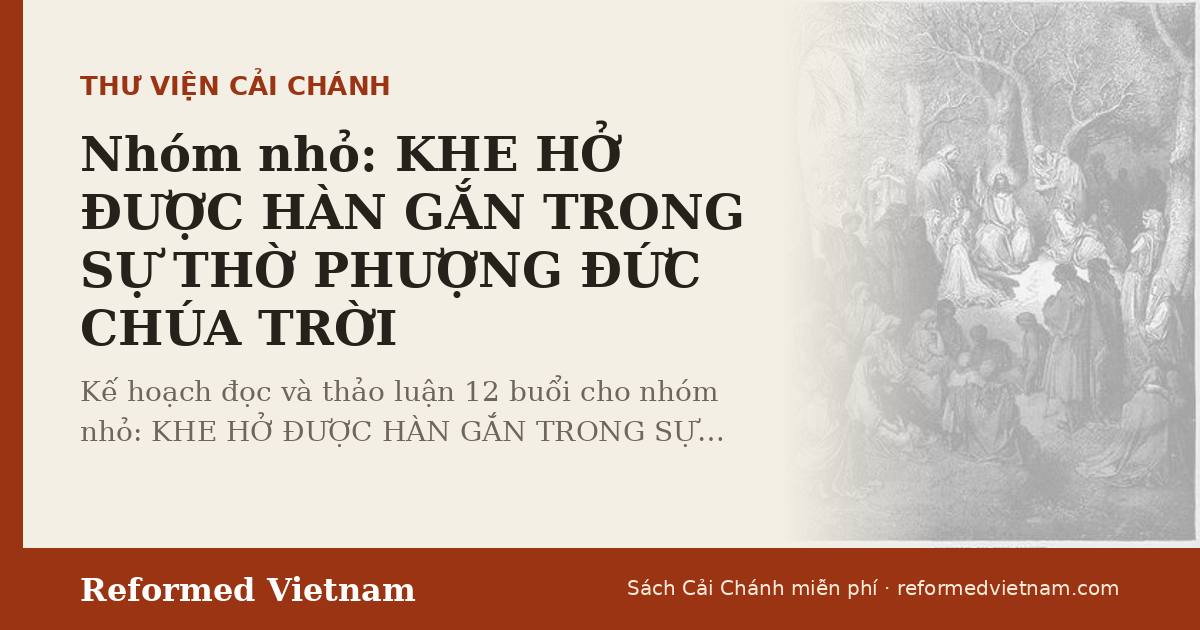 THƯ VIỆN CẢI CHÁNH
Nhóm nhỏ: KHE HỞ
ĐƯỢC HÀN GẮN TRONG
SỰ THỜ PHƯỢNG ĐỨC
CHÚA TRỜI
Kế hoạch đọc và thảo luận 12 buổi cho nhóm
nhỏ: KHE HỞ ĐƯỢC HÀN GẮN TRONG SỰ...
Reformed Vietnam
Sách Cải Chánh miễn phí · reformedvietnam.com